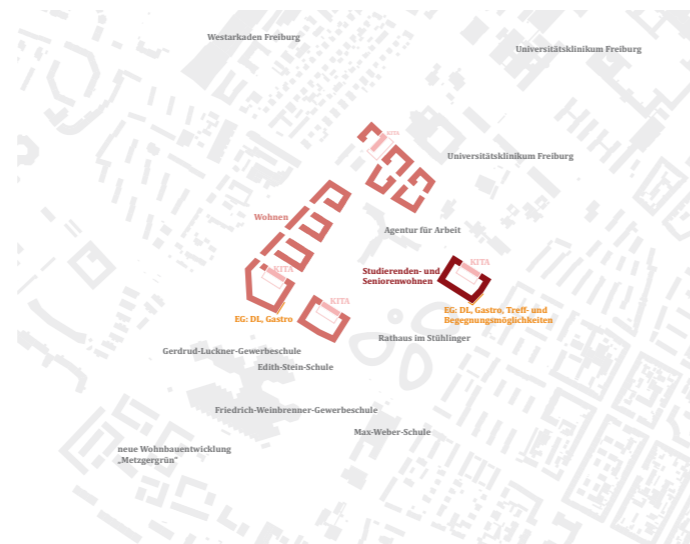 Westarkaden Freiburg
Universitätsklinikum Freiburg
KITA
Universitätsklinikum Freiburg
Wohnen
Agentur für Arbeit
KITA
KITA
Studierenden- und
Seniorenwohnen
KITA
EG: DL, Gastro
EG: DL, Gastro, Treff- und
Begegnungsmöglichkeiten
Rathaus im Stühlinger
Gerdrud-Luckner-Gewerbeschule
Edith-Stein-Schule
Friedrich-Weinbrenner-Gewerbeschule
Max-Weber-Schule
neue Wohnbauentwicklung
„Metzgergrün"